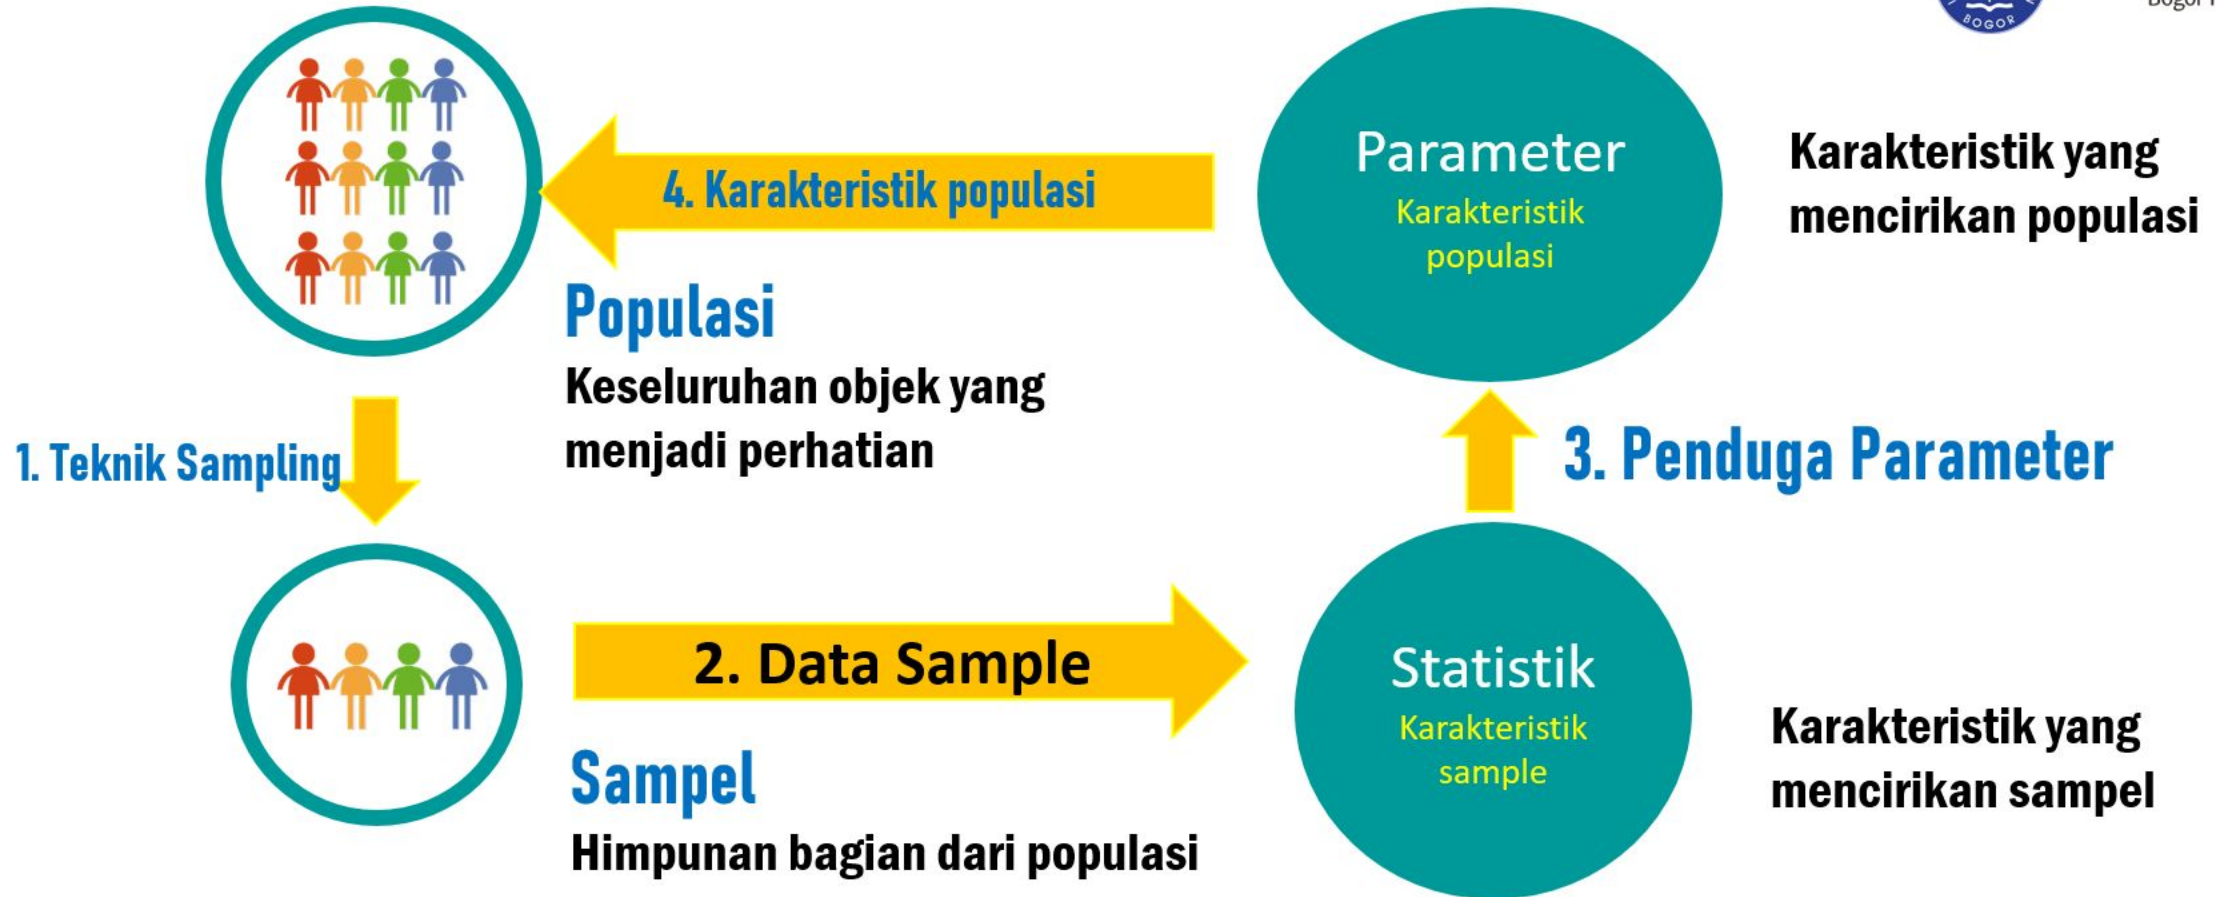 BOGOR
Parameter
Karakteristik
populasi
Karakteristik yang
mencirikan populasi
4. Karakteristik populasi
Populasi
Keseluruhan objek yang
menjadi perhatian
1. Teknik Sampling
3. Penduga Parameter
2. Data Sample
Sampel
Himpunan bagian dari populasi
Statistik
Karakteristik
sample
Karakteristik yang
mencirikan sampel